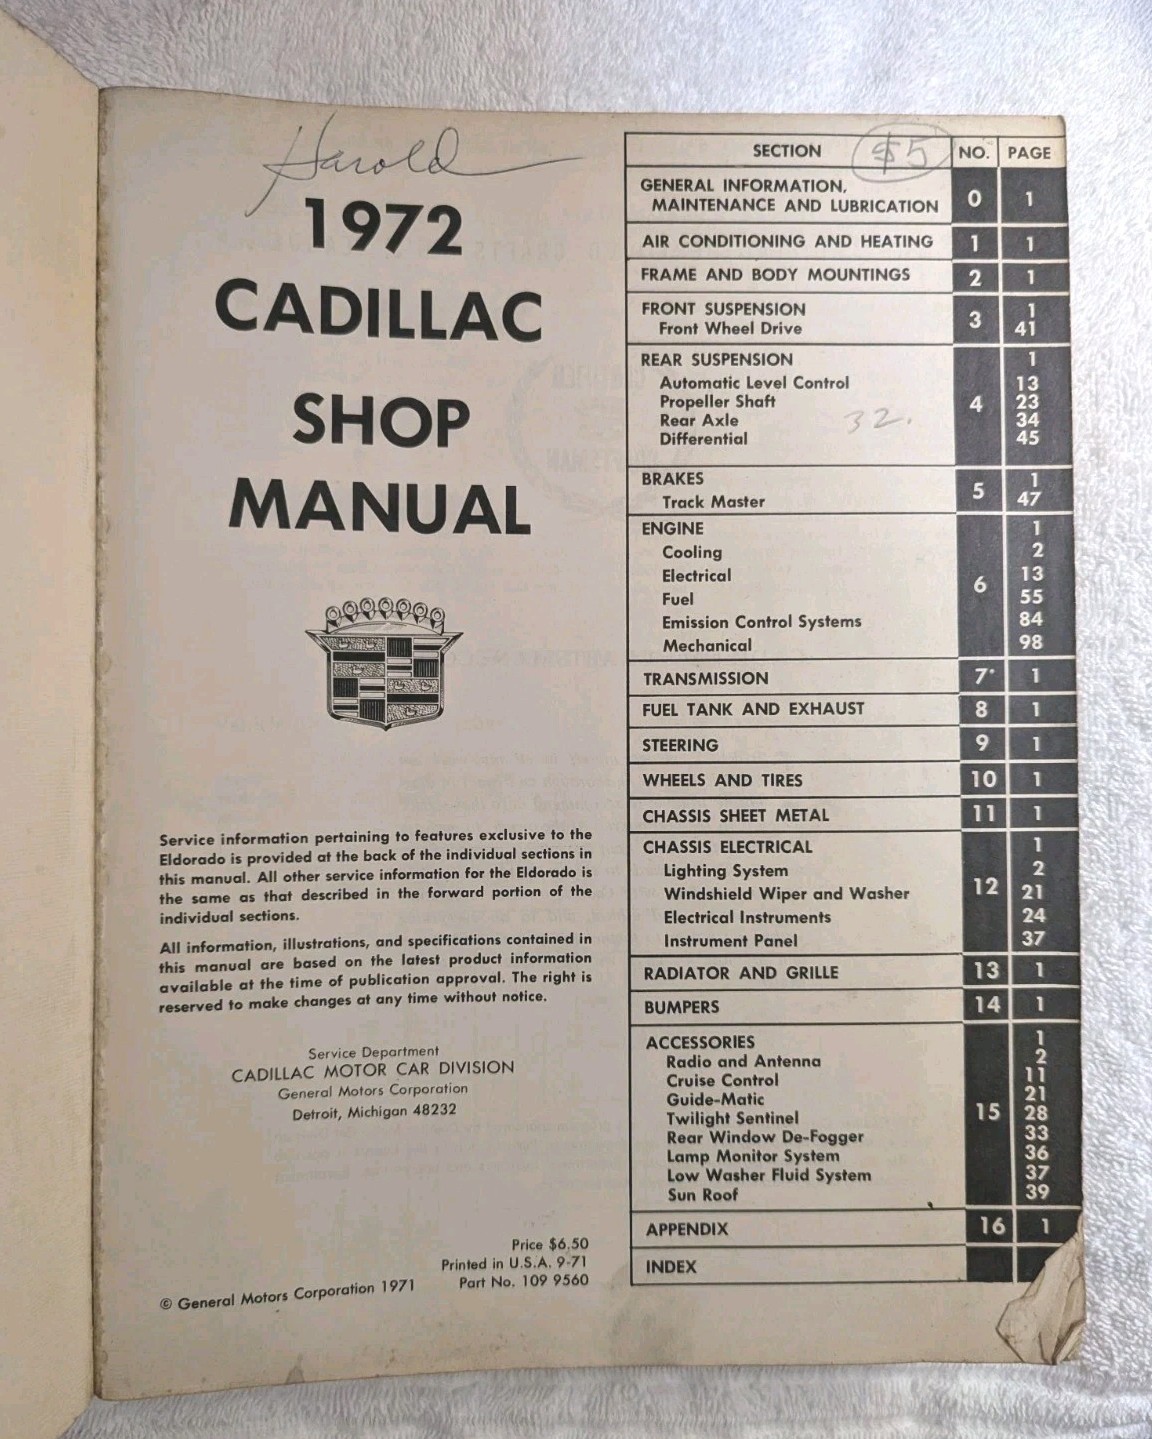 Harold
1972
CADILLAC
SHOP
MANUAL
Service information pertaining to features exclusive to the
Eldorado is provided at the back of the individual sections in
this manual. All other service information for the Eldorado is
the same as that described in the forward portion of the
individual sections.
All information, illustrations, and specifications contained in
this manual are based on the latest product information
available at the time of publication approval. The right is
reserved to make changes at any time without notice.
Service Department
CADILLAC MOTOR CAR DIVISION
General Motors Corporation
Detroit, Michigan 48232
Price $6.50
Printed in U.S.A. 9-71
© General Motors Corporation 1971 Part No. 109 9560
SECTION $5 NO. PAGE
GENERAL INFORMATION,
MAINTENANCE AND LUBRICATION 0 1
AIR CONDITIONING AND HEATING 1 1
FRAME AND BODY MOUNTINGS 2 1
FRONT SUSPENSION 3 1
Front Wheel Drive 41
REAR SUSPENSION 4 1
Automatic Level Control 13
Propeller Shaft 23
Rear Axle 32. 34
Differential 45
BRAKES 5 1
Track Master 47
ENGINE 6 1
Cooling 2
Electrical 13
Fuel 55
Emission Control Systems 84
Mechanical 98
TRANSMISSION 7 1
FUEL TANK AND EXHAUST 8 1
STEERING 9 1
WHEELS AND TIRES 10 1
CHASSIS SHEET METAL 11 1
CHASSIS ELECTRICAL 12 1
Lighting System 2
Windshield Wiper and Washer 21
Electrical Instruments 24
Instrument Panel 37
RADIATOR AND GRILLE 13 1
BUMPERS 14 1
ACCESSORIES 15 1
Radio and Antenna 2
Cruise Control 11
Guide-Matic 21
Twilight Sentinel 28
Rear Window De-Fogger 33
Lamp Monitor System 36
Low Washer Fluid System 37
Sun Roof 39
APPENDIX 16 1
INDEX